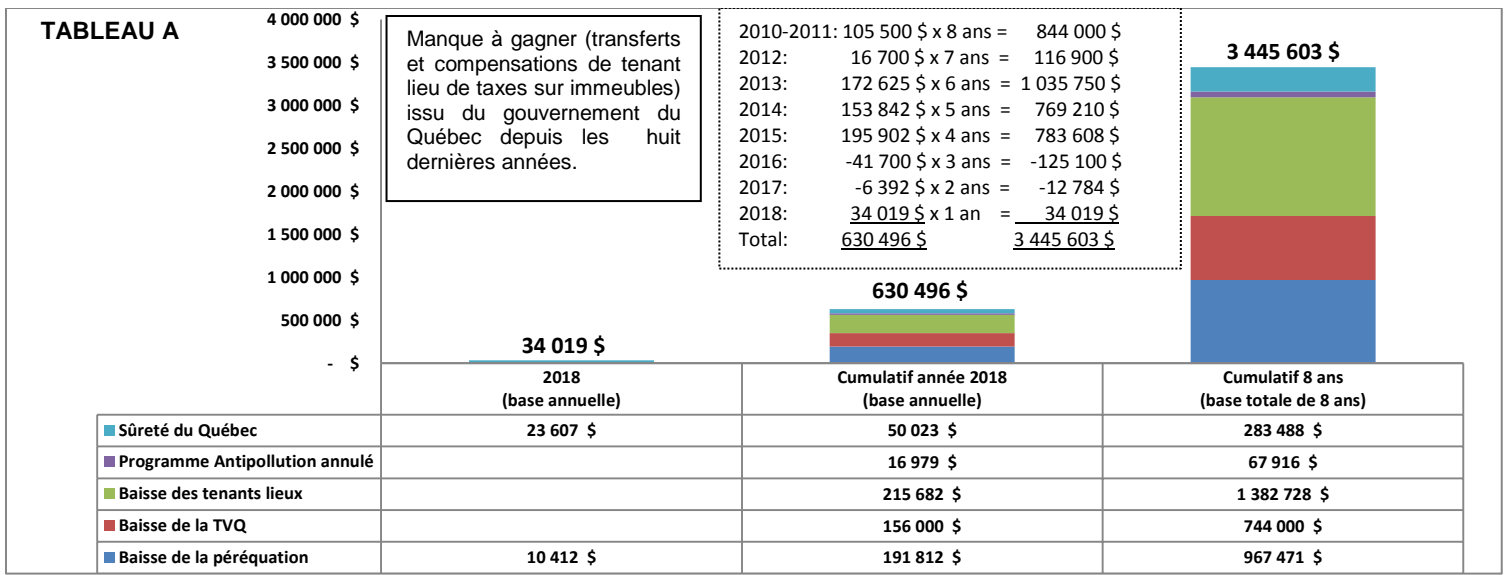 TABLEAU A
4 000 000 $
3 500 000 $
3 000 000 $
2 500 000 $
2 000 000 $
1 500 000 $
1 000 000 $
500 000 $
- $
Manque à gagner (transferts
et compensations de tenant
lieu de taxes sur immeubles)
issu du gouvernement du
Québec depuis les huit
dernières années.
2010-2011: 105 500 $ x 8 ans = 844 000 $
2012: 16 700 $ x 7 ans = 116 900 $
2013: 172 625 $ x 6 ans = 1 035 750 $
2014: 153 842 $ x 5 ans = 769 210 $
2015: 195 902 $ x 4 ans = 783 608 $
2016: -41 700 $ x 3 ans = -125 100 $
2017: -6 392 $ x 2 ans = -12 784 $
2018: 34 019 $ x 1 an = 34 019 $
Total: 630 496 $ 3 445 603 $
34 019 $
630 496 $
3 445 603 $
2018 Cumulatif année 2018 Cumulatif 8 ans
(base annuelle) (base annuelle) (base totale de 8 ans)
Sûreté du Québec 23 607 $ 50 023 $ 283 488 $
Programme Antipollution annulé 16 979 $ 67 916 $
Baisse des tenants lieux 215 682 $ 1 382 728 $
Baisse de la TVQ 156 000 $ 744 000 $
Baisse de la péréquation 10 412 $ 191 812 $ 967 471 $